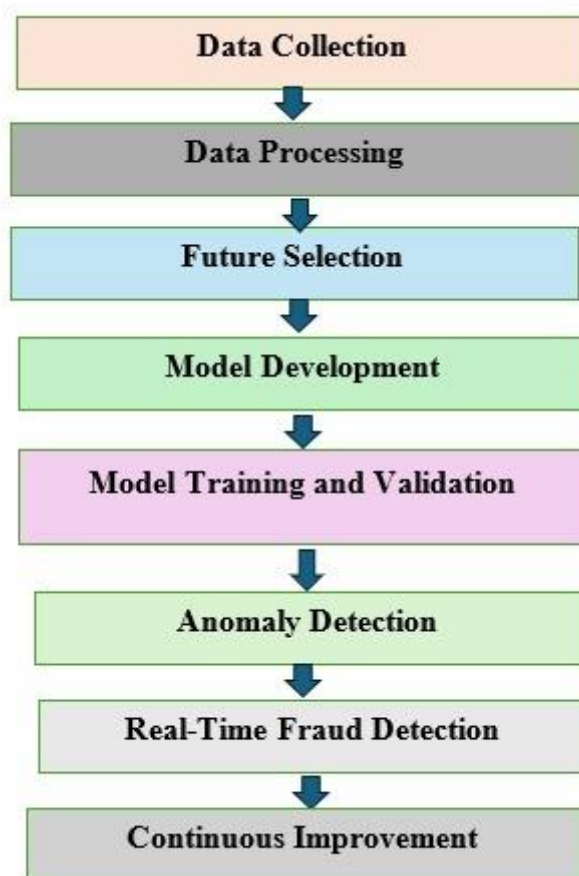 Data Collection
Data Processing
Future Selection
Model Development
Model Training and Validation
Anomaly Detection
Real-Time Fraud Detection
Continuous Improvement